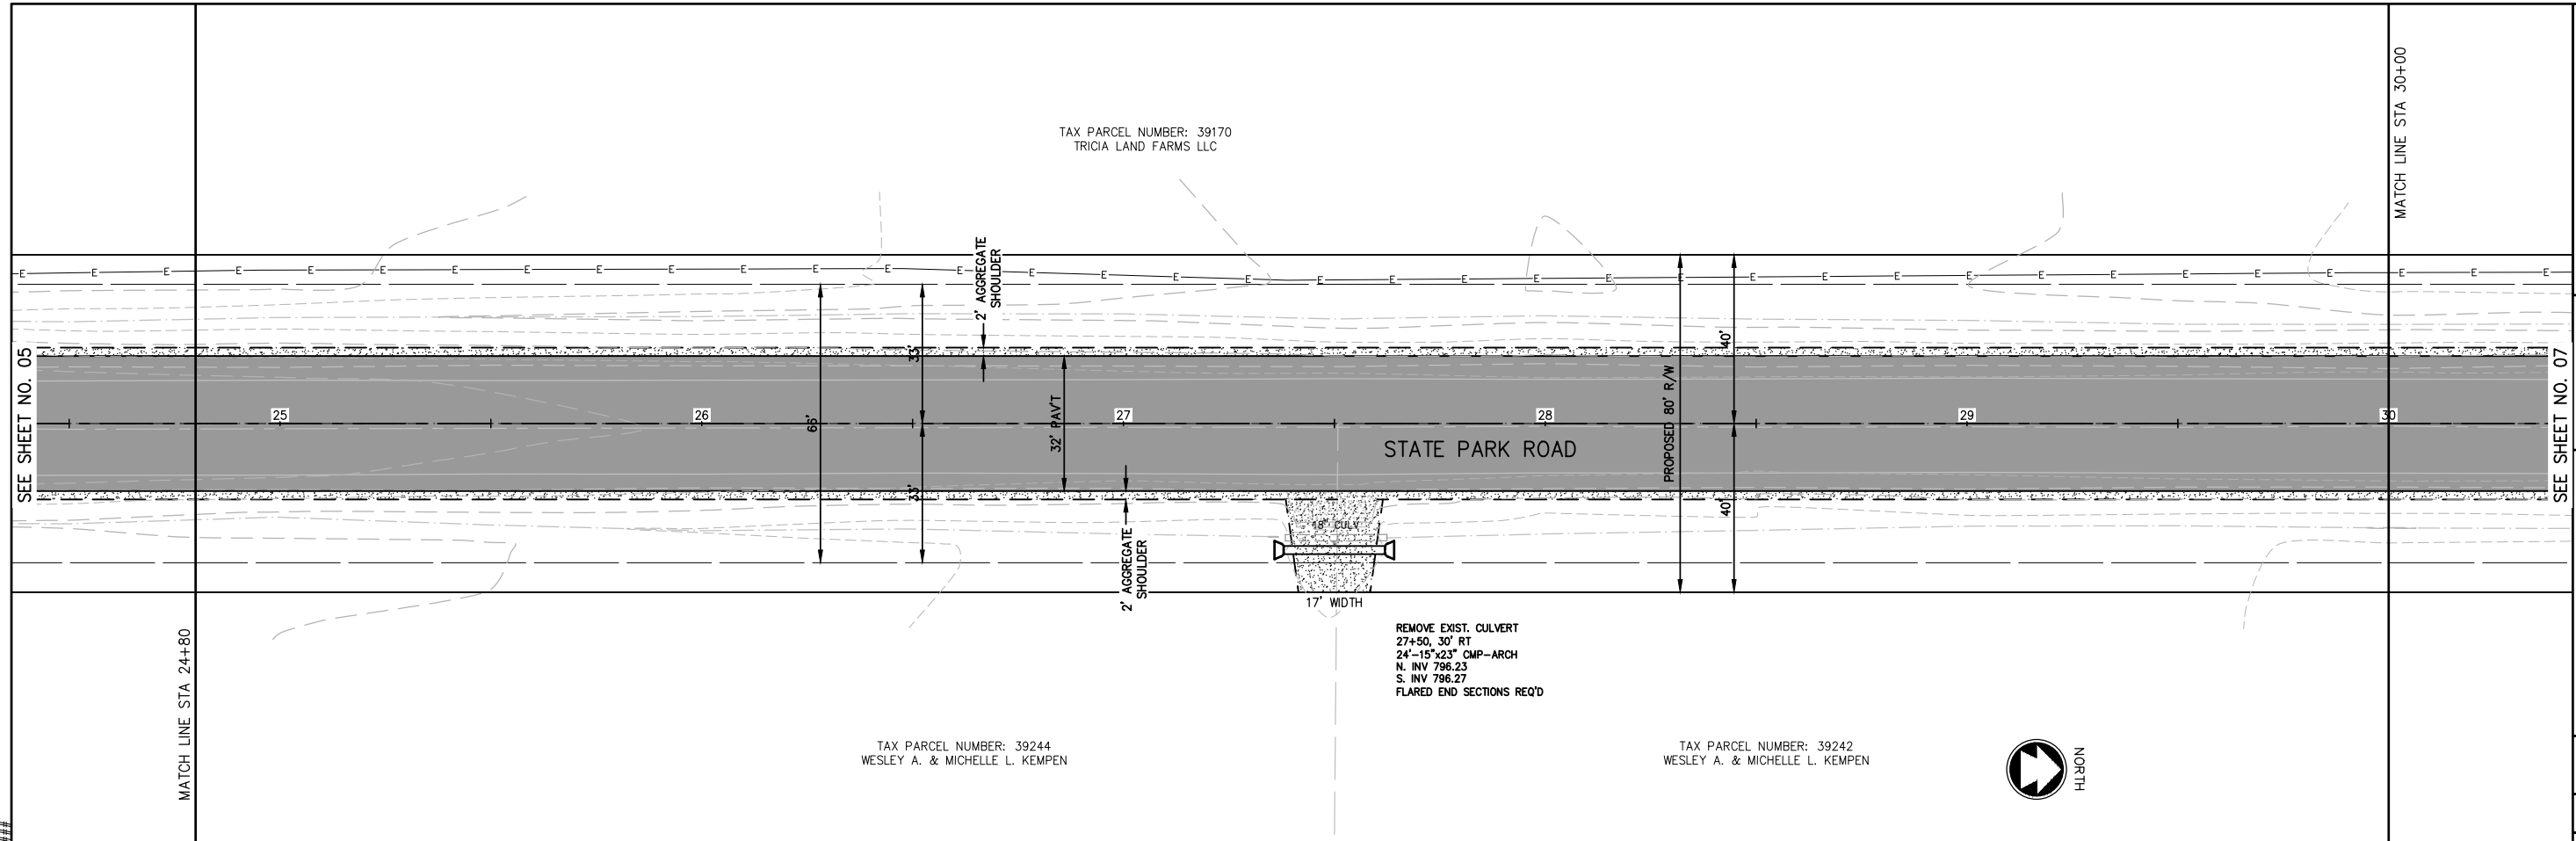 MATCH LINE STA 30+00
TAX PARCEL NUMBER: 39170
TRICIA LAND FARMS LLC
2' AGGREGATE
SHOULDER
E E E E E E E E E E E E E E E E E E E E E E E E E E E E E E E E E E E E
33'
40'
SEE SHEET NO. 05
SEE SHEET NO. 07
25
26
27
28
29
30
66'
32' PAV'T
PROPOSED 80' R/W
STATE PARK ROAD
33'
40'
18" CULV
2' AGGREGATE
SHOULDER
17' WIDTH
REMOVE EXIST. CULVERT
27+50, 30' RT
24'-15"x23" CMP-ARCH
N. INV 796.23
S. INV 796.27
FLARED END SECTIONS REQ'D
MATCH LINE STA 24+80
TAX PARCEL NUMBER: 39244
WESLEY A. & MICHELLE L. KEMPEN
TAX PARCEL NUMBER: 39242
WESLEY A. & MICHELLE L. KEMPEN
NORTH